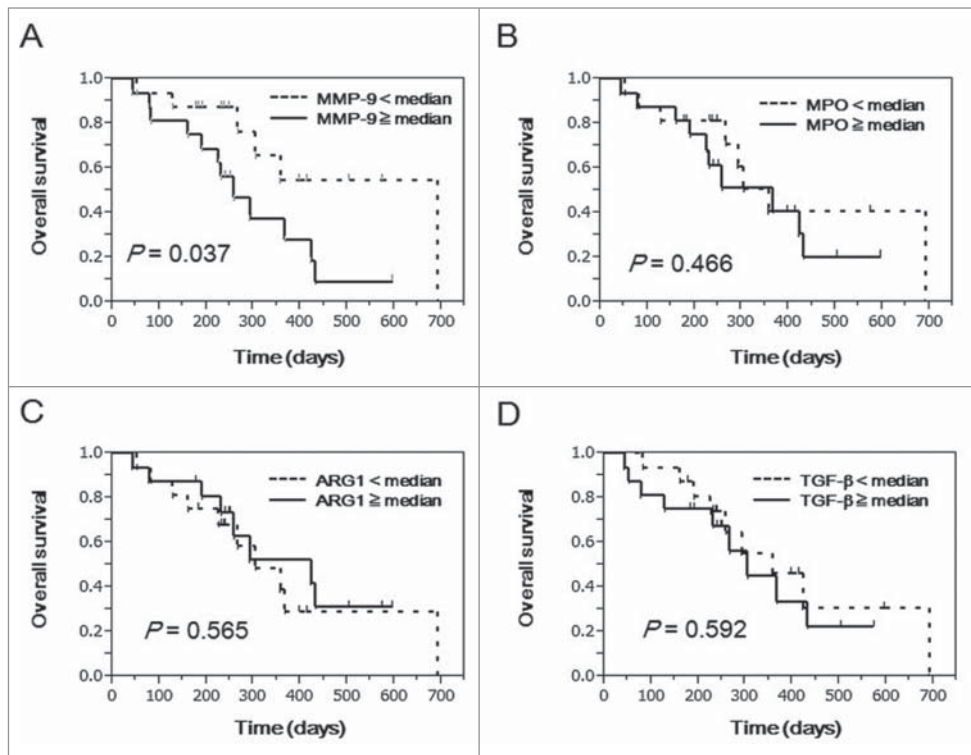 A
1.0
0.8
0.6
0.4
0.2
0.0
Overall survival
MMP-9 < median
MMP-9 ≧ median
P = 0.037
0 100 200 300 400 500 600 700
Time (days)
B
1.0
0.8
0.6
0.4
0.2
0.0
Overall survival
MPO < median
MPO ≧ median
P = 0.466
0 100 200 300 400 500 600 700
Time (days)
C
1.0
0.8
0.6
0.4
0.2
0.0
Overall survival
ARG1 < median
ARG1 ≧ median
P = 0.565
0 100 200 300 400 500 600 700
Time (days)
D
1.0
0.8
0.6
0.4
0.2
0.0
Overall survival
TGF-β < median
TGF-β ≧ median
P = 0.592
0 100 200 300 400 500 600 700
Time (days)